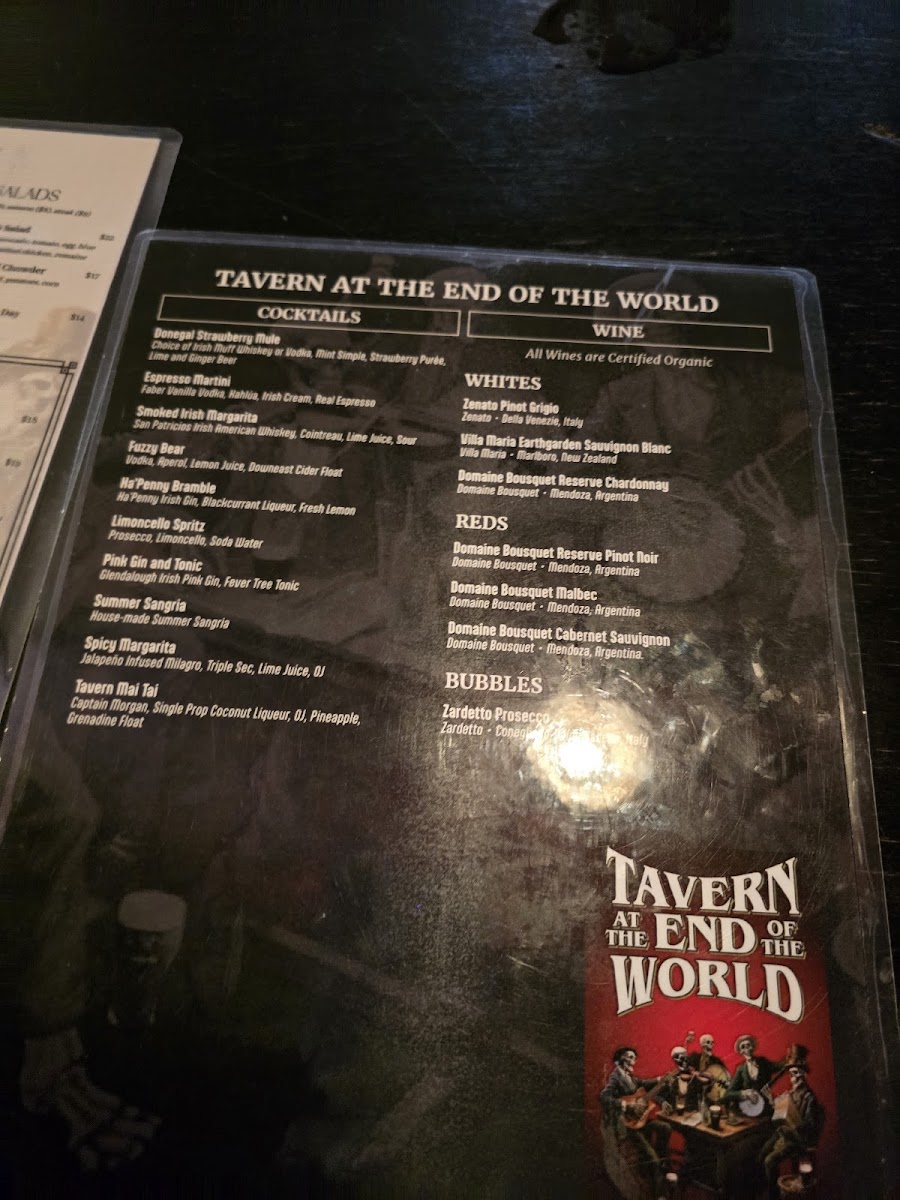 SALADS
Salad
$22
Chowder
$17
potatoes, corn
Day
$14
$18
$19
TAVERN AT THE END OF THE WORLD
COCKTAILS
Donegal Strawberry Mule
Choice of Irish Muff Whiskey or Vodka, Mint Simple, Strawberry Purée,
Lime and Ginger Beer
Espresso Martini
Faber Vanilla Vodka, Kahlúa, Irish Cream, Real Espresso
Smoked Irish Margarita
San Patricios Irish American Whiskey, Cointreau, Lime Juice, Sour
Fuzzy Bear
Vodka, Aperol, Lemon Juice, Downeast Cider Float
Ha'Penny Bramble
Ha'Penny Irish Gin, Blackcurrant Liqueur, Fresh Lemon
Limoncello Spritz
Prosecco, Limoncello, Soda Water
Pink Gin and Tonic
Glendalough Irish Pink Gin, Fever Tree Tonic
Summer Sangria
House-made Summer Sangria
Spicy Margarita
Jalapeño Infused Milagro, Triple Sec, Lime Juice, OJ
Tavern Mai Tai
Captain Morgan, Single Prop Coconut Liqueur, OJ, Pineapple,
Grenadine Float
WINE
All Wines are Certified Organic
WHITES
Zenato Pinot Grigio
Zenato - Della Venezie, Italy
Villa Maria Earthgarden Sauvignon Blanc
Villa Maria - Marlboro, New Zealand
Domaine Bousquet Reserve Chardonnay
Domaine Bousquet - Mendoza, Argentina
REDS
Domaine Bousquet Reserve Pinot Noir
Domaine Bousquet - Mendoza, Argentina
Domaine Bousquet Malbec
Domaine Bousquet - Mendoza, Argentina
Domaine Bousquet Cabernet Sauvignon
Domaine Bousquet - Mendoza, Argentina.
BUBBLES
Zardetto Prosecco
Zardetto - Italy
TAVERN
AT THE END OF THE
WORLD